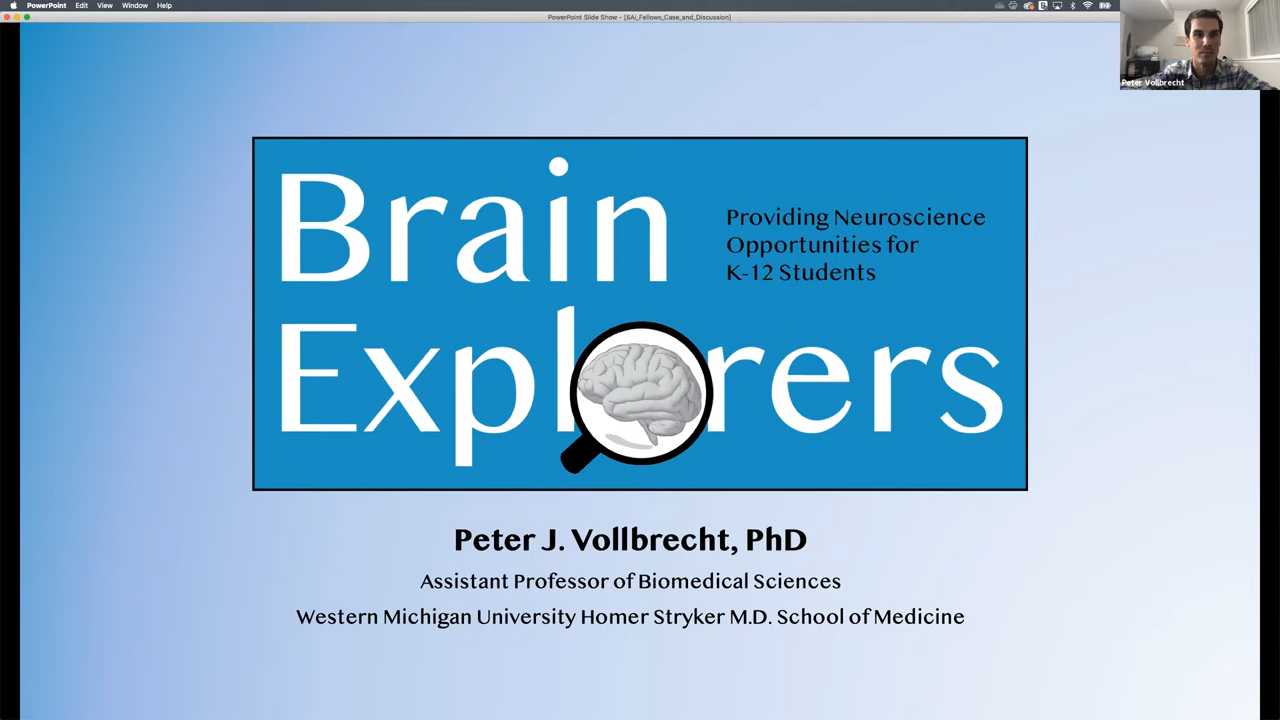 PowerPoint Edit View Window Help
PowerPoint Slide Show - [SAi_Fellows_Case_and_Discussion]
Peter Vollbrecht
Brain
Explorers
Providing Neuroscience
Opportunities for
K-12 Students
Peter J. Vollbrecht, PhD
Assistant Professor of Biomedical Sciences
Western Michigan University Homer Stryker M.D. School of Medicine